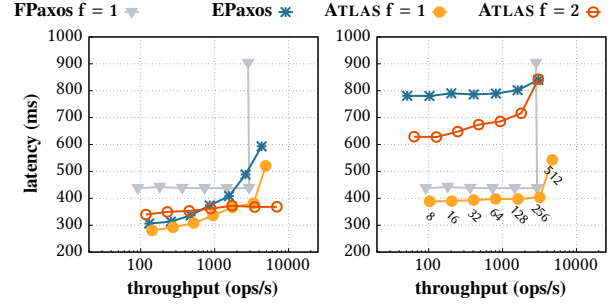 FPaxos f = 1 EPaxos ATLAS f = 1 ATLAS f = 2
latency (ms)
1000
900
800
700
600
500
400
300
200
100 1000 10000
throughput (ops/s)
1000
900
800
700
600
500
400
300
200
8 16 32 64 128 256 512
100 1000 10000
throughput (ops/s)